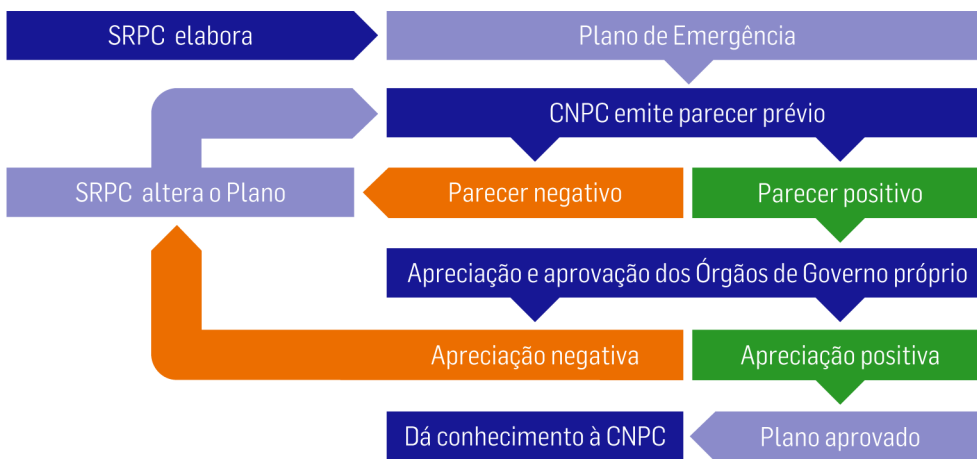 SRPC elabora
Plano de Emergência
CNPC emite parecer prévio
SRPC altera o Plano
Parecer negativo
Parecer positivo
Apreciação e aprovação dos Órgãos de Governo próprio
Apreciação negativa
Apreciação positiva
Dá conhecimento à CNPC
Plano aprovado